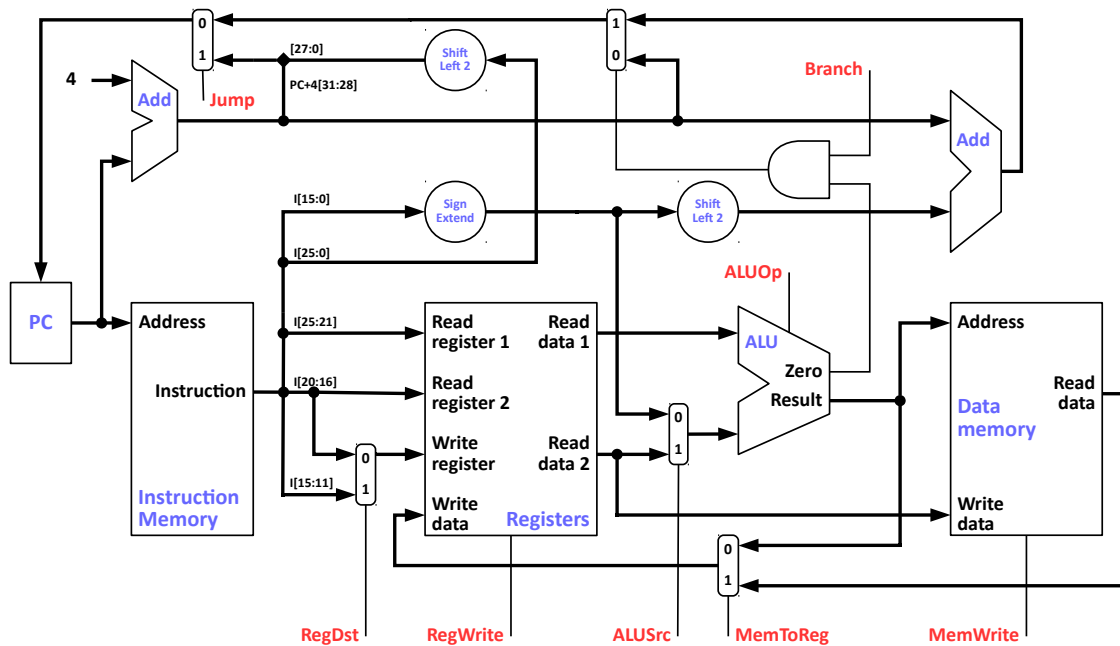 0
1
Jump
[27:0]
PC+4[31:28]
Shift
Left 2
1
0
Branch
4
Add
Add
I[15:0]
Sign
Extend
Shift
Left 2
I[25:0]
ALUOp
PC
Address
Instruction
Instruction
Memory
I[25:21]
I[20:16]
I[15:11]
0
1
RegDst
Read
register 1
Read
register 2
Write
register
Write
data
Read
data 1
Read
data 2
Registers
RegWrite
0
1
ALUSrc
ALU
Zero
Result
0
1
MemToReg
Address
Read
data
Data
memory
Write
data
MemWrite